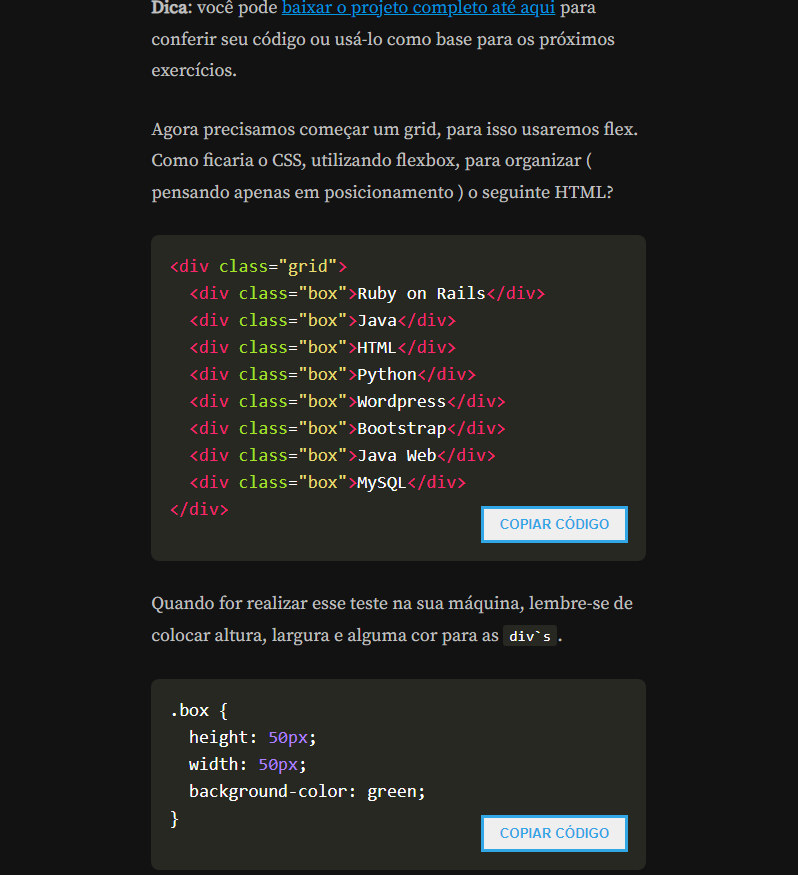 Dica: você pode baixar o projeto completo até aqui para
conferir seu código ou usá-lo como base para os próximos
exercícios.
Agora precisamos começar um grid, para isso usaremos flex.
Como ficaria o CSS, utilizando flexbox, para organizar (
pensando apenas em posicionamento ) o seguinte HTML?
<div class="grid">
  <div class="box">Ruby on Rails</div>
  <div class="box">Java</div>
  <div class="box">HTML</div>
  <div class="box">Python</div>
  <div class="box">Wordpress</div>
  <div class="box">Bootstrap</div>
  <div class="box">Java Web</div>
  <div class="box">MySQL</div>
</div>
COPIAR CÓDIGO
Quando for realizar esse teste na sua máquina, lembre-se de
colocar altura, largura e alguma cor para as div`s.
.box {
  height: 50px;
  width: 50px;
  background-color: green;
}
COPIAR CÓDIGO